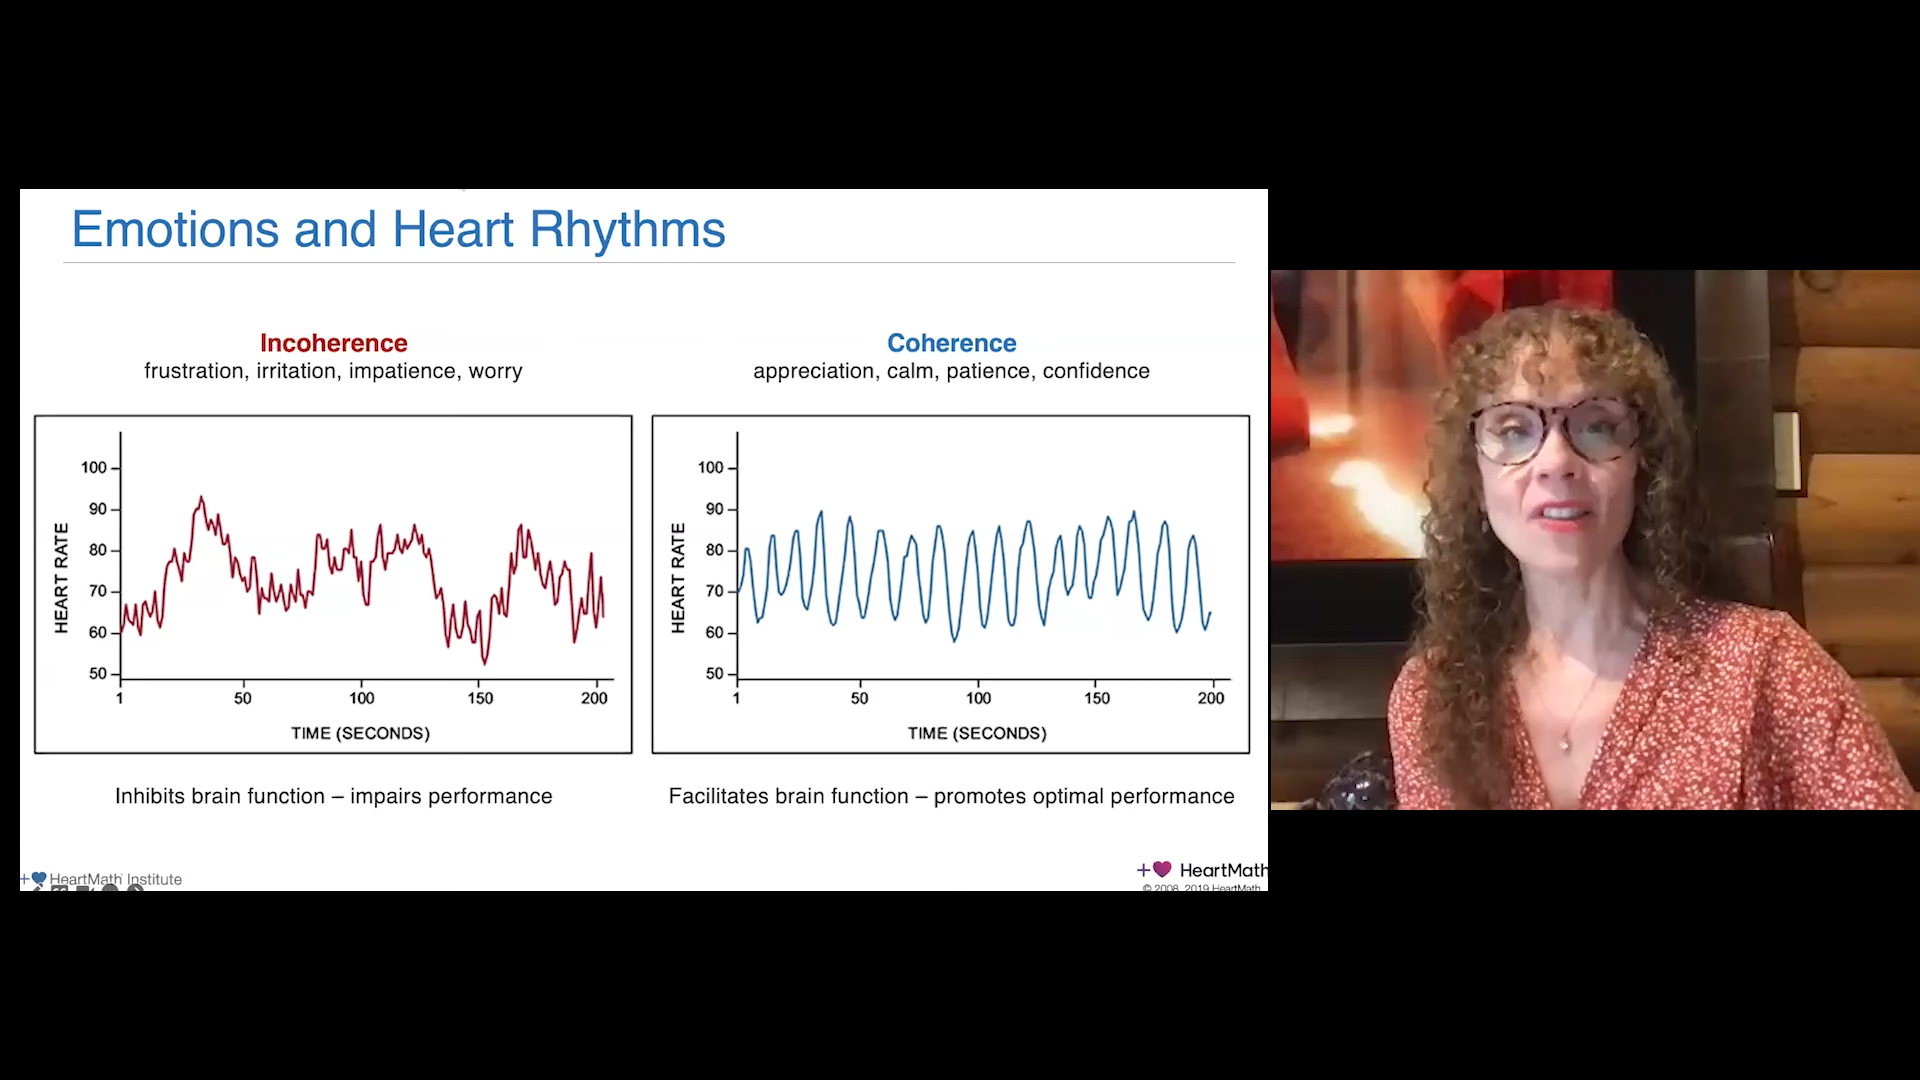 Emotions and Heart Rhythms
Incoherence
frustration, irritation, impatience, worry
HEART RATE
100
90
80
70
60
50
1
50
100
150
200
TIME (SECONDS)
Inhibits brain function – impairs performance
Coherence
appreciation, calm, patience, confidence
HEART RATE
100
90
80
70
60
50
1
50
100
150
200
TIME (SECONDS)
Facilitates brain function – promotes optimal performance
HeartMath Institute
HeartMath
© 2008, 2019 HeartMath